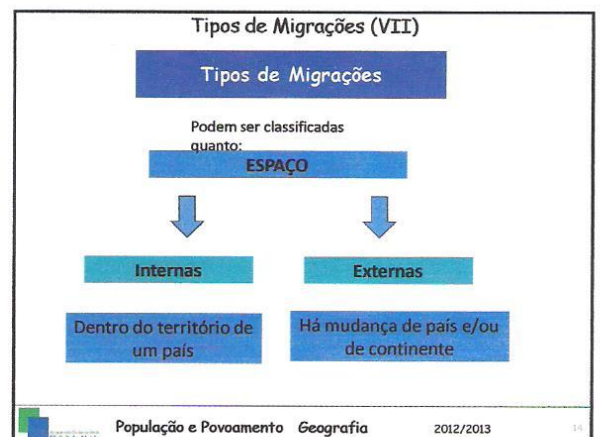 Tipos de Migrações (VII)
Tipos de Migrações
Podem ser classificadas
quanto:
ESPAÇO
Internas
Externas
Dentro do território de
um país
Há mudança de país e/ou
de continente
População e Povoamento Geografia 2012/2013 14